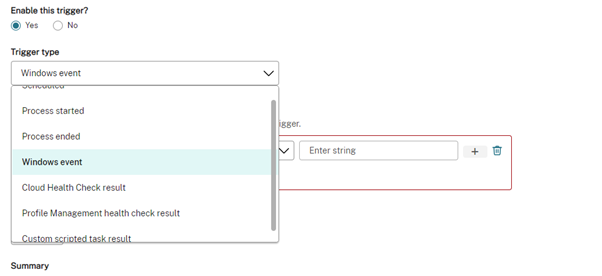 Enable this trigger?
Yes No
Trigger type
Windows event
Scheduled
Process started
igger.
Process ended
Enter string +
Windows event
Cloud Health Check result
Profile Management health check result
Custom scripted task result
Summary